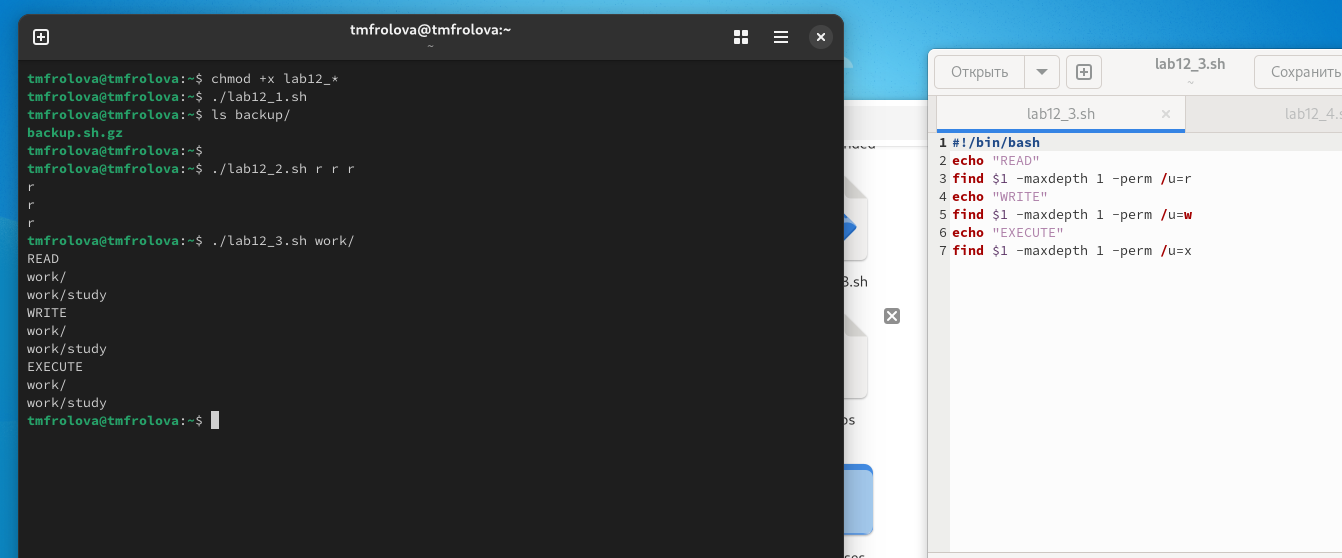 tmfrolova@tmfrolova:~
~
tmfrolova@tmfrolova:~$ chmod +x lab12_*
tmfrolova@tmfrolova:~$ ./lab12_1.sh
tmfrolova@tmfrolova:~$ ls backup/
backup.sh.gz
tmfrolova@tmfrolova:~$
tmfrolova@tmfrolova:~$ ./lab12_2.sh r r r
r
r
r
tmfrolova@tmfrolova:~$ ./lab12_3.sh work/
READ
work/
work/study
WRITE
work/
work/study
EXECUTE
work/
work/study
tmfrolova@tmfrolova:~$
3.sh
Открыть
lab12_3.sh
~
Сохранить
lab12_3.sh
lab12_4.s
1 #!/bin/bash
2 echo "READ"
3 find $1 -maxdepth 1 -perm /u=r
4 echo "WRITE"
5 find $1 -maxdepth 1 -perm /u=w
6 echo "EXECUTE"
7 find $1 -maxdepth 1 -perm /u=x